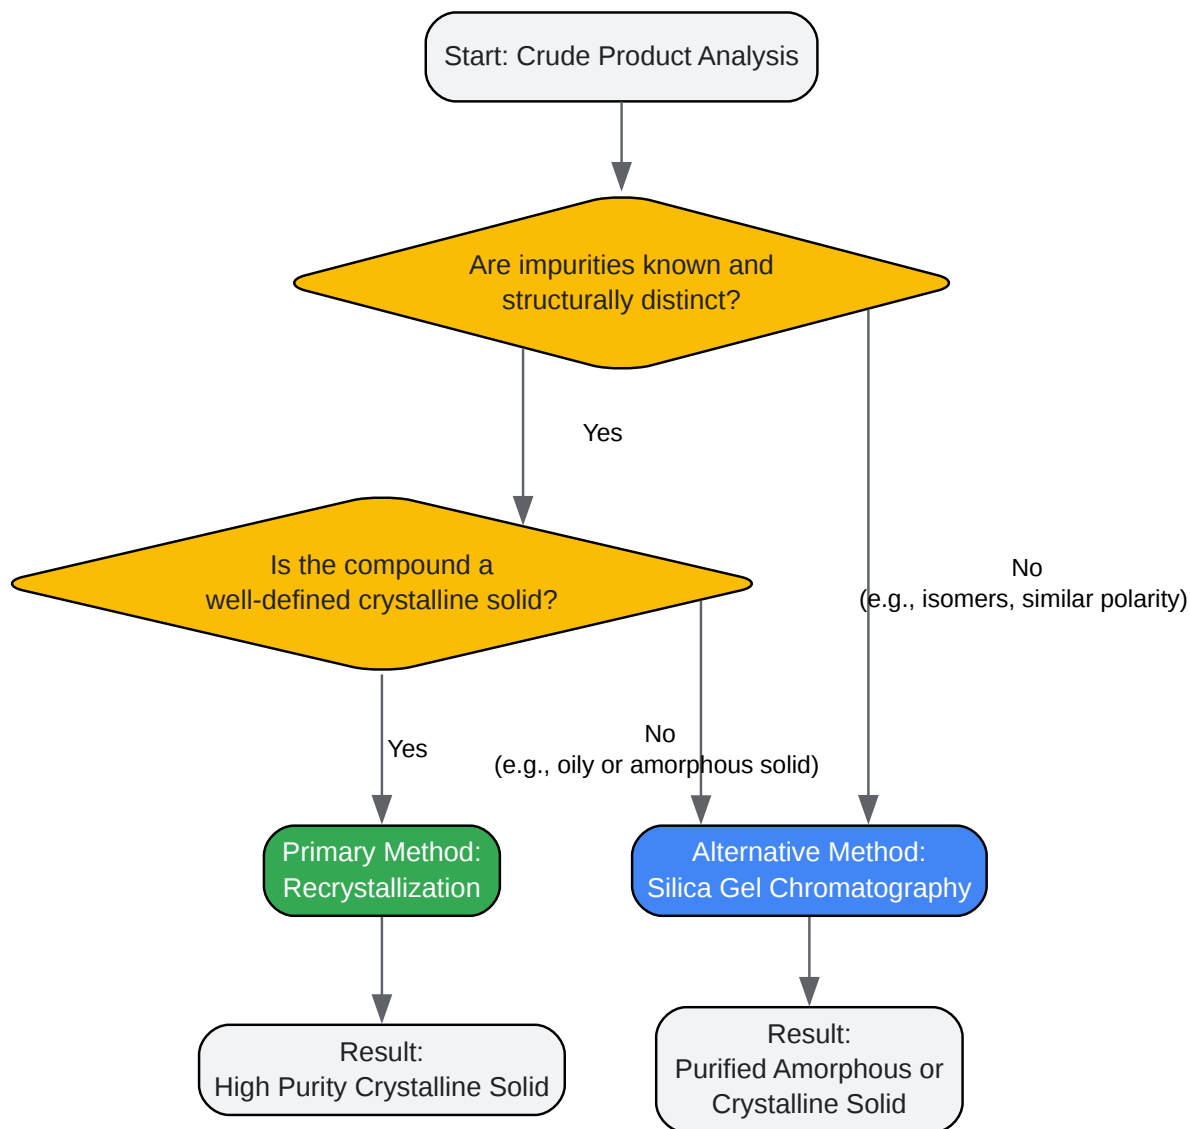 Start: Crude Product Analysis
Are impurities known and
structurally distinct?
Yes
Is the compound a
well-defined crystalline solid?
No
(e.g., isomers, similar polarity)
Yes
No
(e.g., oily or amorphous solid)
Primary Method:
Recrystallization
Alternative Method:
Silica Gel Chromatography
Result:
High Purity Crystalline Solid
Result:
Purified Amorphous or
Crystalline Solid